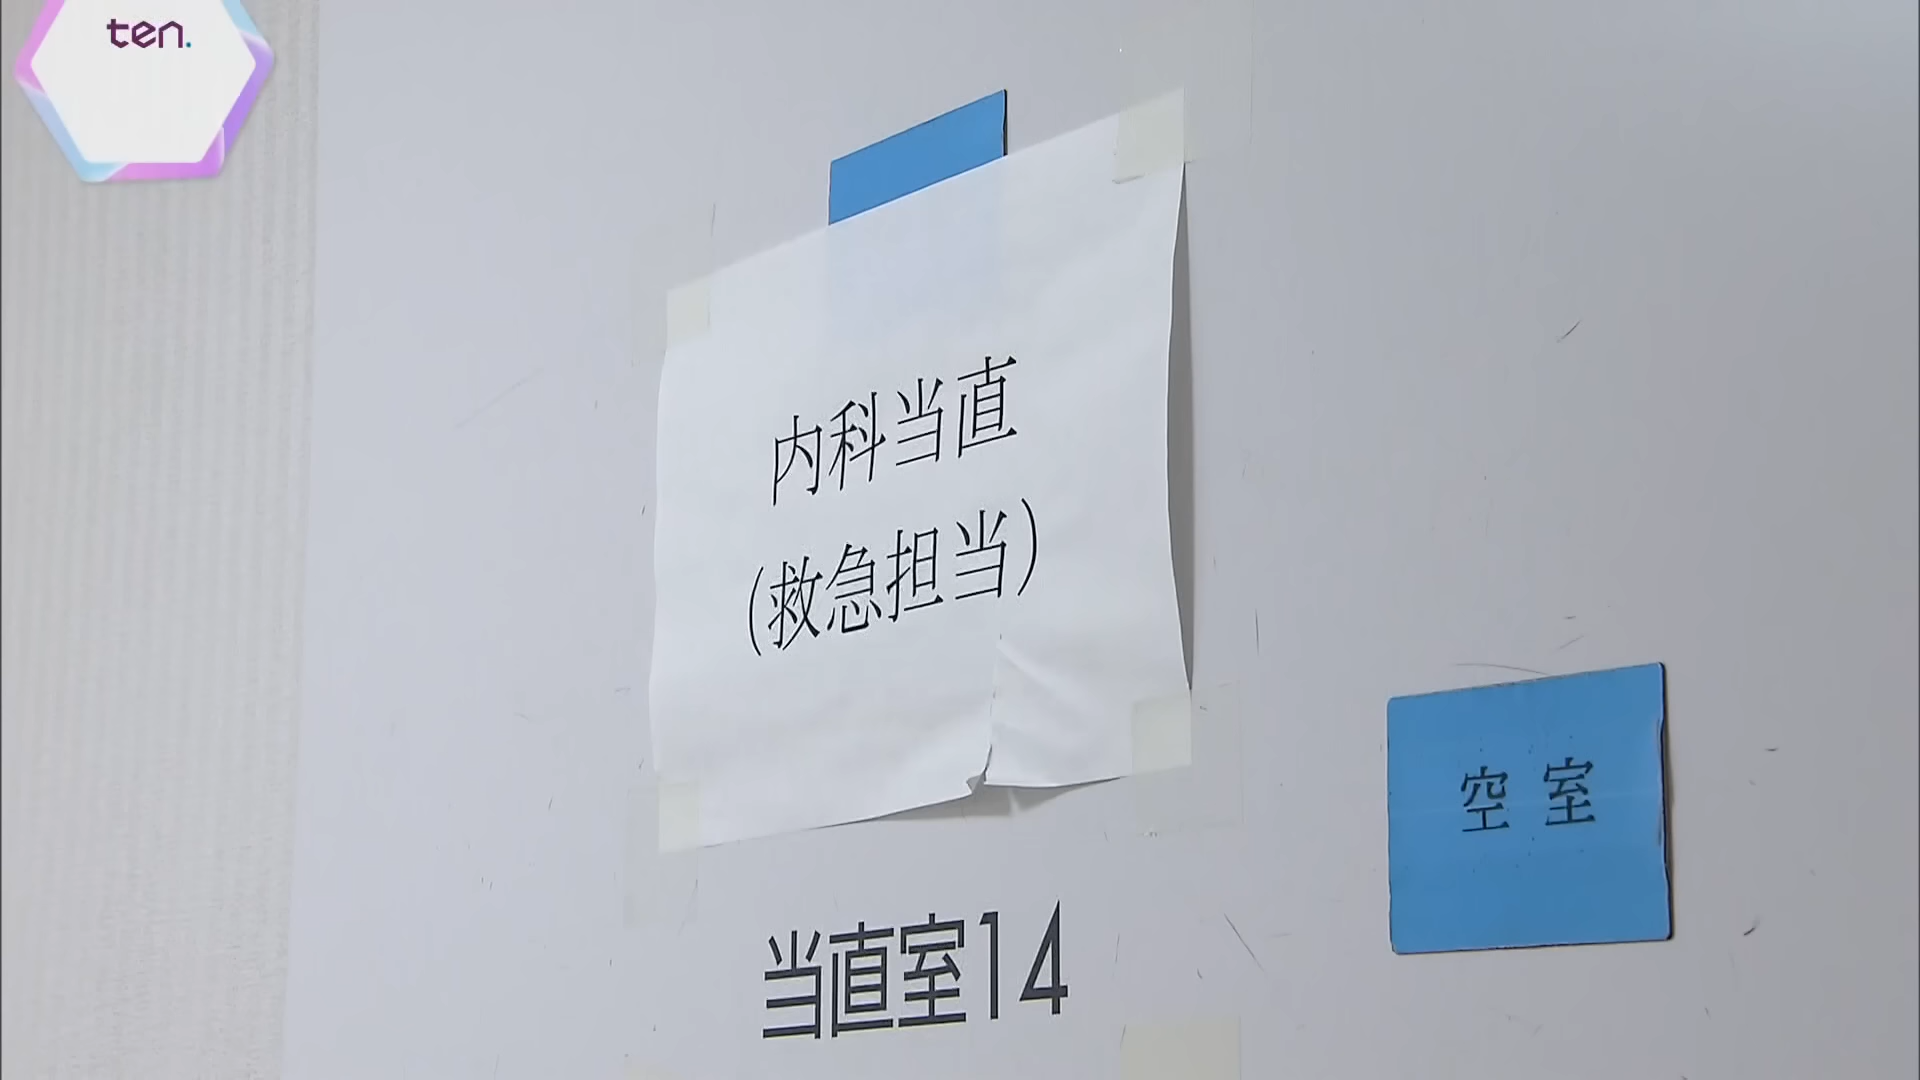 ten.
内科当直
(救急担当)
空室
当直室14